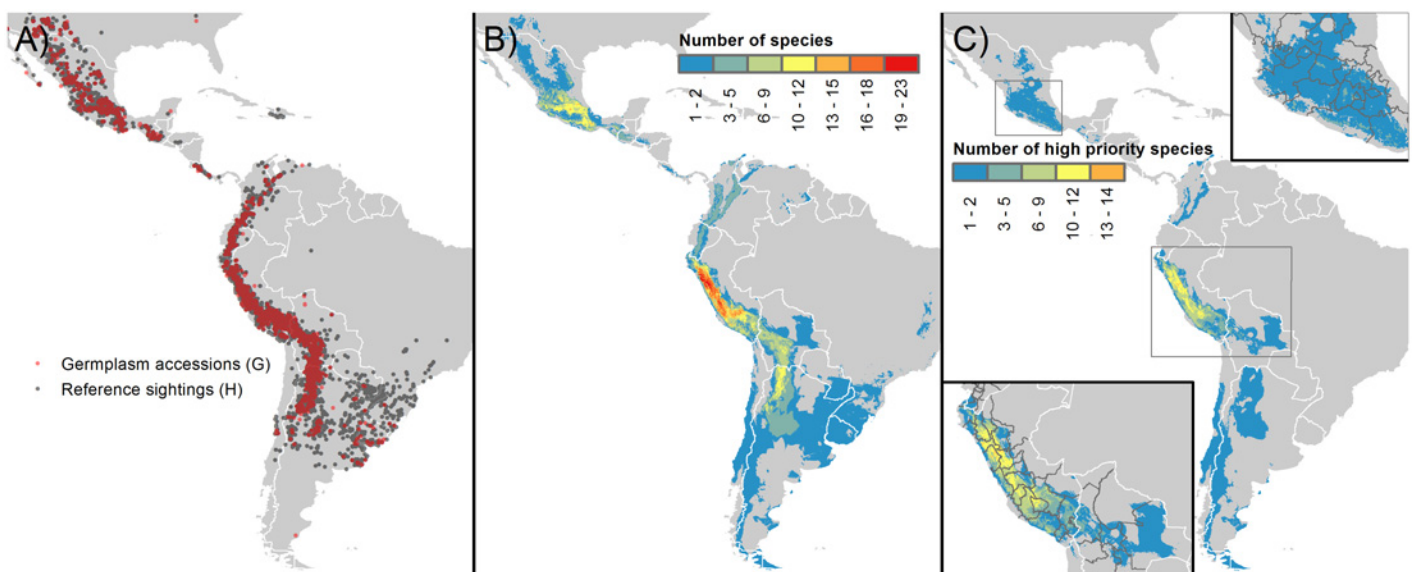 A)
Germplasm accessions (G)
Reference sightings (H)
B)
Number of species
1 - 2
3 - 5
6 - 9
10 - 12
13 - 15
16 - 18
19 - 23
C)
Number of high priority species
1 - 2
3 - 5
6 - 9
10 - 12
13 - 14